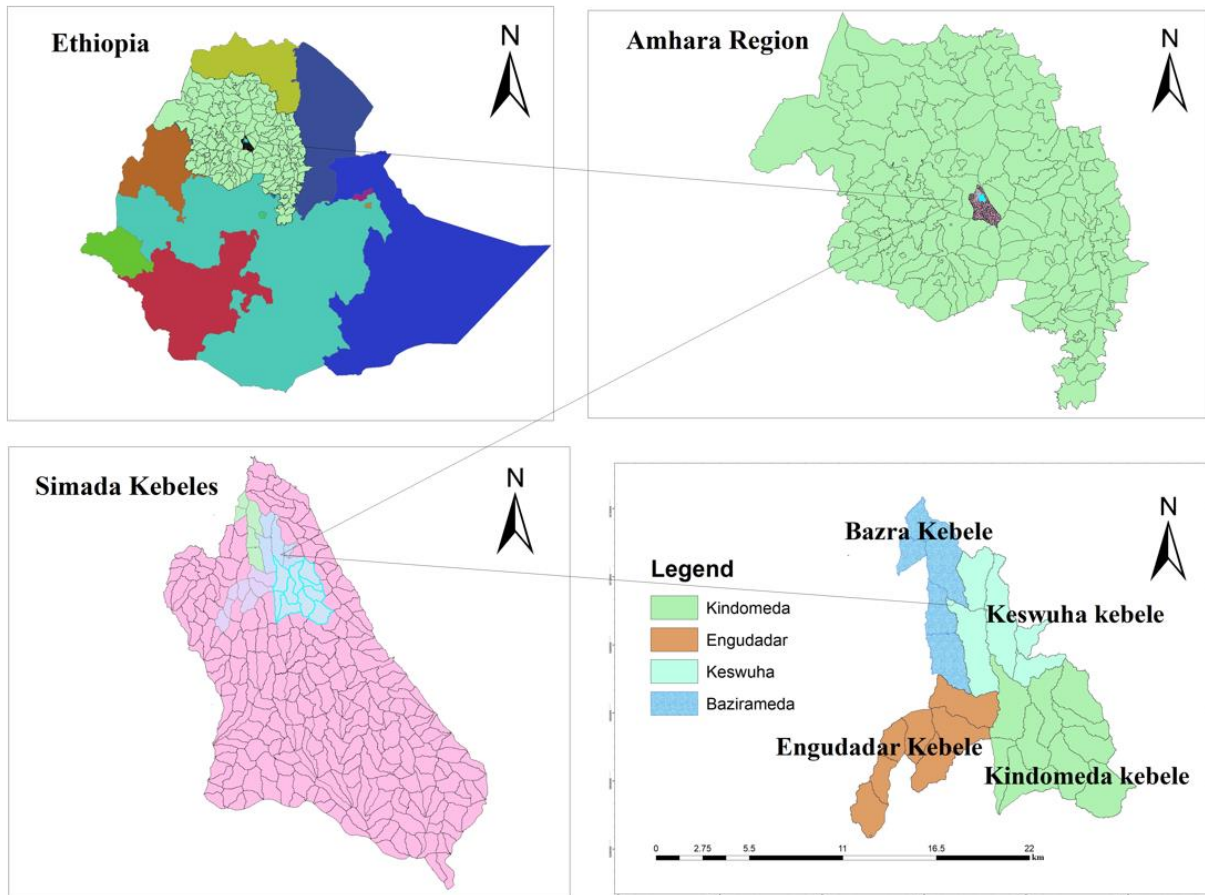 Ethiopia
N
Amhara Region
N
Simada Kebeles
N
Bazra Kebele
N
Legend
Kindomeda
Engudadar
Keswuha
Bazirameda
Keswuha kebele
Engudadar Kebele
Kindomeda kebele
0 2.75 5.5 11 16.5 22
km